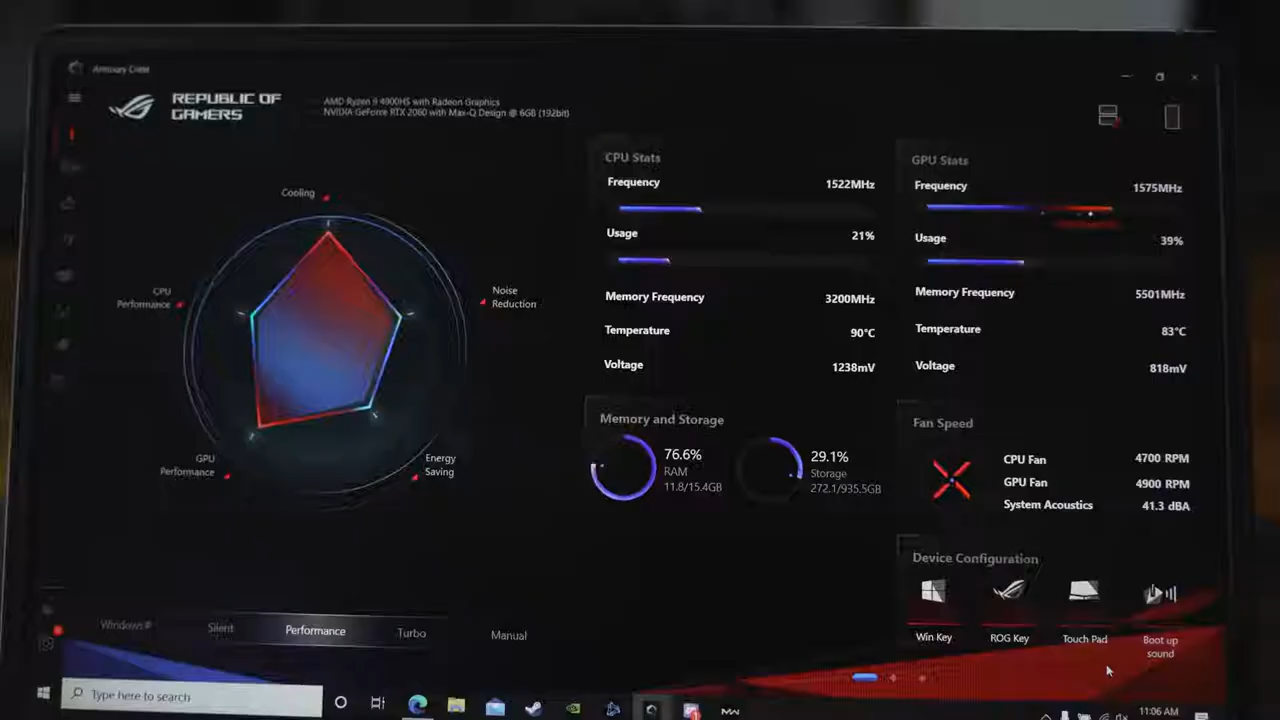 Armoury Crate
REPUBLIC OF
GAMERS
AMD Ryzen 9 4900HS with Radeon Graphics
NVIDIA GeForce RTX 2060 with Max-Q Design @ 6GB (192bit)
Cooling
CPU
Performance
Noise
Reduction
GPU
Performance
Energy
Saving
CPU Stats
Frequency 1522MHz
Usage 21%
Memory Frequency 3200MHz
Temperature 90°C
Voltage 1238mV
GPU Stats
Frequency 1575MHz
Usage 39%
Memory Frequency 5501MHz
Temperature 83°C
Voltage 818mV
Memory and Storage
76.6%
RAM
11.8/15.4GB
29.1%
Storage
272.1/935.5GB
Fan Speed
CPU Fan 4700 RPM
GPU Fan 4900 RPM
System Acoustics 41.3 dBA
Device Configuration
Win Key
ROG Key
Touch Pad
Boot up
sound
Windows® Silent Performance Turbo Manual
Type here to search
11:06 AM